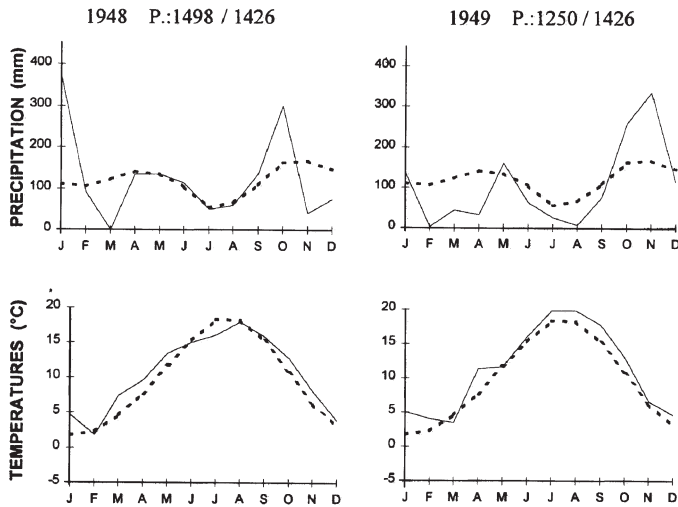 1948 P.:1498 / 1426
1949 P.:1250 / 1426
PRECIPITATION (mm)
400
300
200
100
0
J F M A M J J A S O N D
400
300
200
100
0
J F M A M J J A S O N D
TEMPERATURES (°C)
20
15
10
5
0
-5
J F M A M J J A S O N D
20
15
10
5
0
-5
J F M A M J J A S O N D